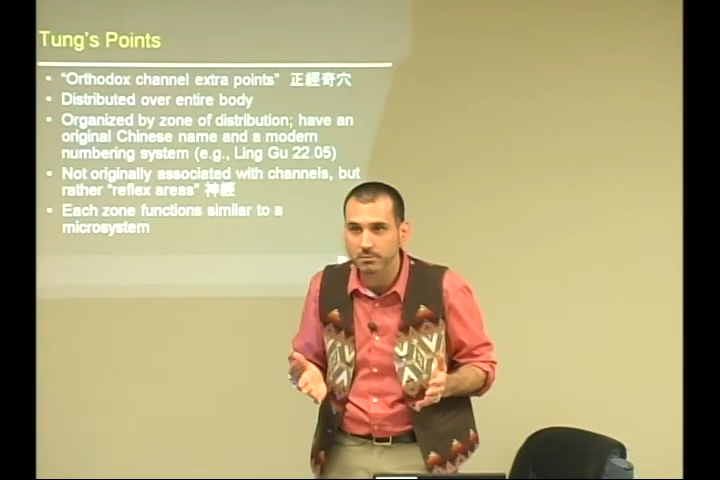 Tung's Points
• "Orthodox channel extra points" 正經奇穴
• Distributed over entire body
• Organized by zone of distribution; have an
original Chinese name and a modern
numbering system (e.g., Ling Gu 22.05)
• Not originally associated with channels, but
rather "reflex areas" 神經
• Each zone functions similar to a
microsystem